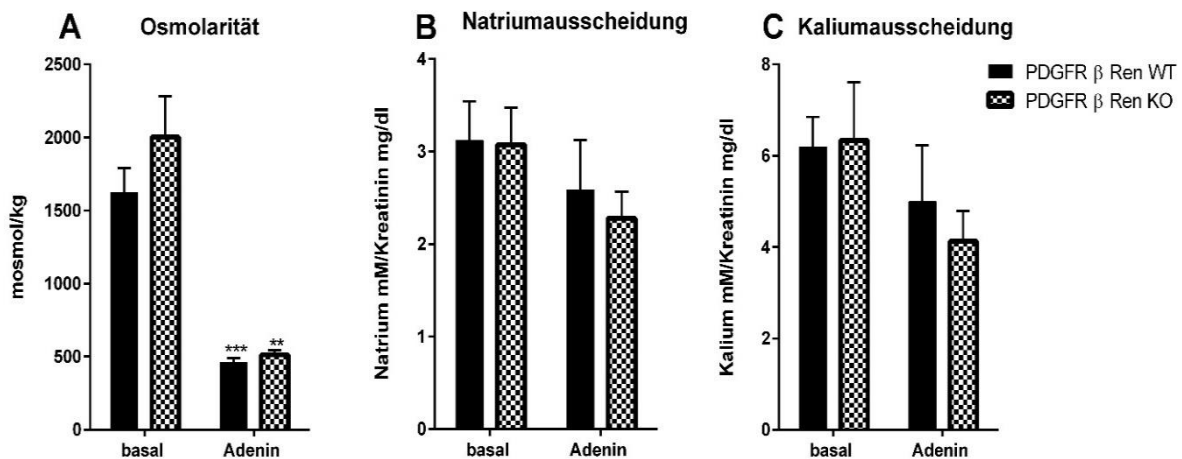 A Osmolarität
mosmol/kg
2500
2000
1500
1000
500
0
*** **
basal Adenin
B Natriumausscheidung
Natrium mM/Kreatinin mg/dl
4
3
2
1
0
basal Adenin
C Kaliumausscheidung
Kalium mM/Kreatinin mg/dl
8
6
4
2
0
basal Adenin
PDGFR β Ren WT
PDGFR β Ren KO